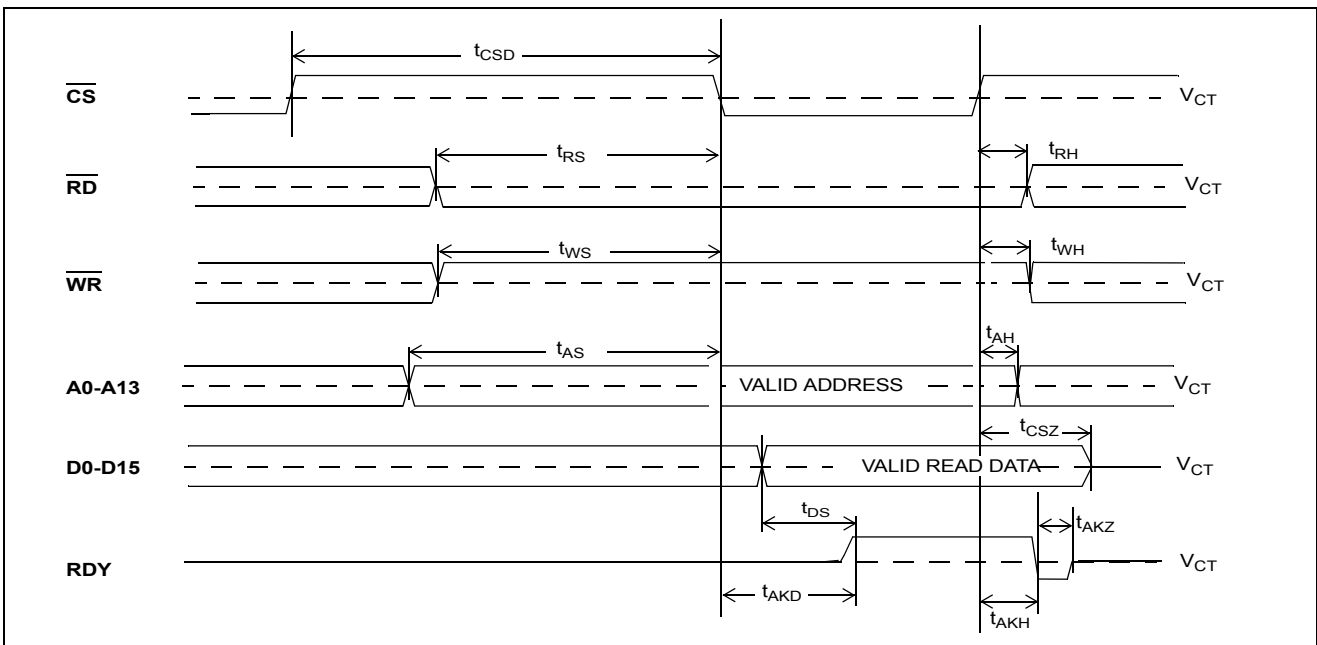 tCSD
CS VCT
tRS tRH
RD VCT
tWS tWH
WR VCT
tAS tAH
A0-A13 VALID ADDRESS VCT
tCSZ
D0-D15 VALID READ DATA VCT
tDS tAKZ
RDY VCT
tAKD tAKH